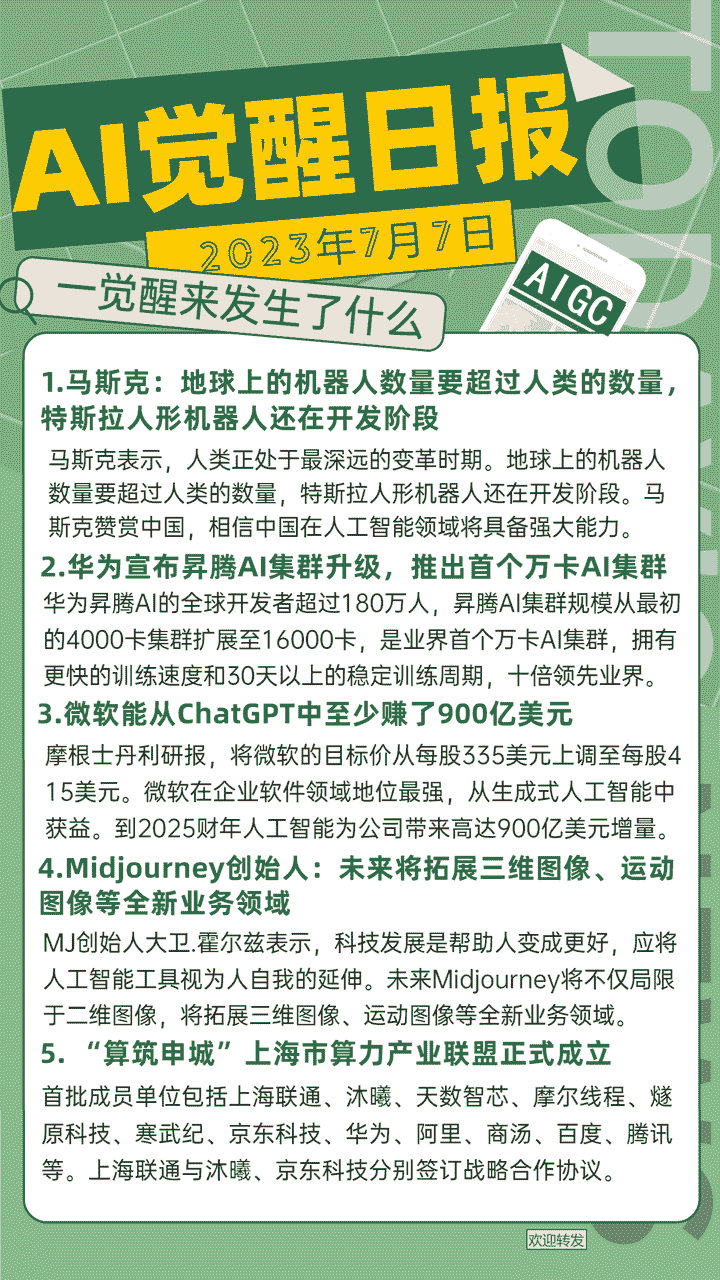 AI觉醒日报
2023年7月7日
一觉醒来发生了什么
AIGC
1.马斯克：地球上的机器人数量要超过人类的数量，
特斯拉人形机器人还在开发阶段
马斯克表示，人类正处于最深远的变革时期。地球上的机器人
数量要超过人类的数量，特斯拉人形机器人还在开发阶段。马
斯克赞赏中国，相信中国在人工智能领域将具备强大能力。
2.华为宣布昇腾AI集群升级，推出首个万卡AI集群
华为昇腾AI的全球开发者超过180万人，昇腾AI集群规模从最初
的4000卡集群扩展至16000卡，是业界首个万卡AI集群，拥有
更快的训练速度和30天以上的稳定训练周期，十倍领先业界。
3.微软能从ChatGPT中至少赚了900亿美元
摩根士丹利研报，将微软的目标价从每股335美元上调至每股4
15美元。微软在企业软件领域地位最强，从生成式人工智能中
获益。到2025财年人工智能为公司带来高达900亿美元增量。
4.Midjourney创始人：未来将拓展三维图像、运动
图像等全新业务领域
MJ创始人大卫.霍尔兹表示，科技发展是帮助人变成更好，应将
人工智能工具视为人自我的延伸。未来Midjourney将不仅局限
于二维图像，将拓展三维图像、运动图像等全新业务领域。
5. “算筑申城”上海市算力产业联盟正式成立
首批成员单位包括上海联通、沐曦、天数智芯、摩尔线程、燧
原科技、寒武纪、京东科技、华为、阿里、商汤、百度、腾讯
等。上海联通与沐曦、京东科技分别签订战略合作协议。
欢迎转发